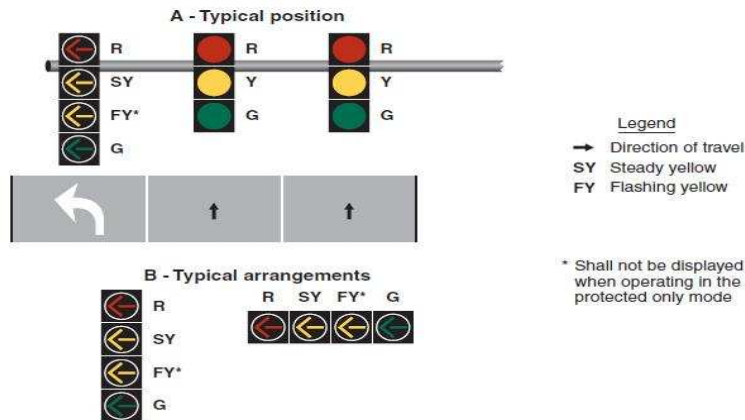 A - Typical position
R R R
SY Y Y
FY* G G
G
Legend
Direction of travel
SY Steady yellow
FY Flashing yellow
* Shall not be displayed
when operating in the
protected only mode
B - Typical arrangements
R
SY
FY*
G
R SY FY* G